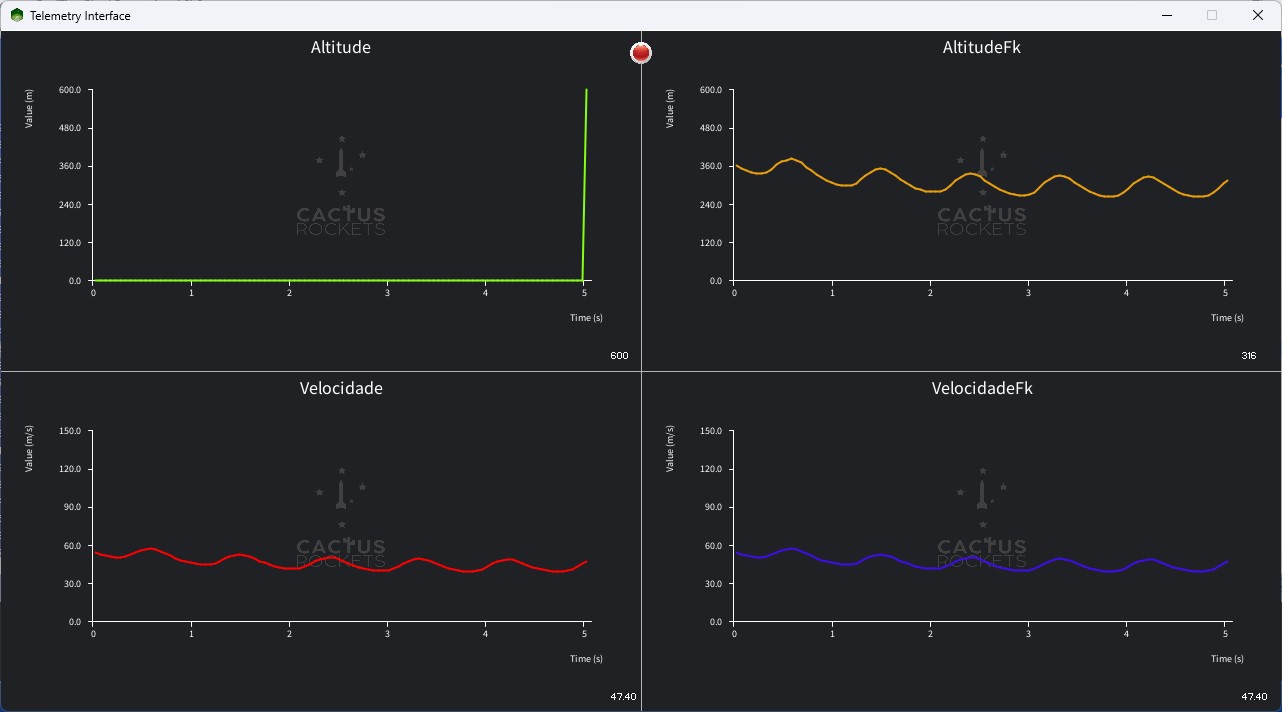 Telemetry Interface
Altitude
Value (m)
600.0
480.0
360.0
240.0
120.0
0.0
0 1 2 3 4 5
Time (s)
CACTUS
ROCKETS
600
AltitudeFk
Value (m)
600.0
480.0
360.0
240.0
120.0
0.0
0 1 2 3 4 5
Time (s)
CACTUS
ROCKETS
316
Velocidade
Value (m/s)
150.0
120.0
90.0
60.0
30.0
0.0
0 1 2 3 4 5
Time (s)
CACTUS
ROCKETS
47.40
VelocidadeFk
Value (m/s)
150.0
120.0
90.0
60.0
30.0
0.0
0 1 2 3 4 5
Time (s)
CACTUS
ROCKETS
47.40